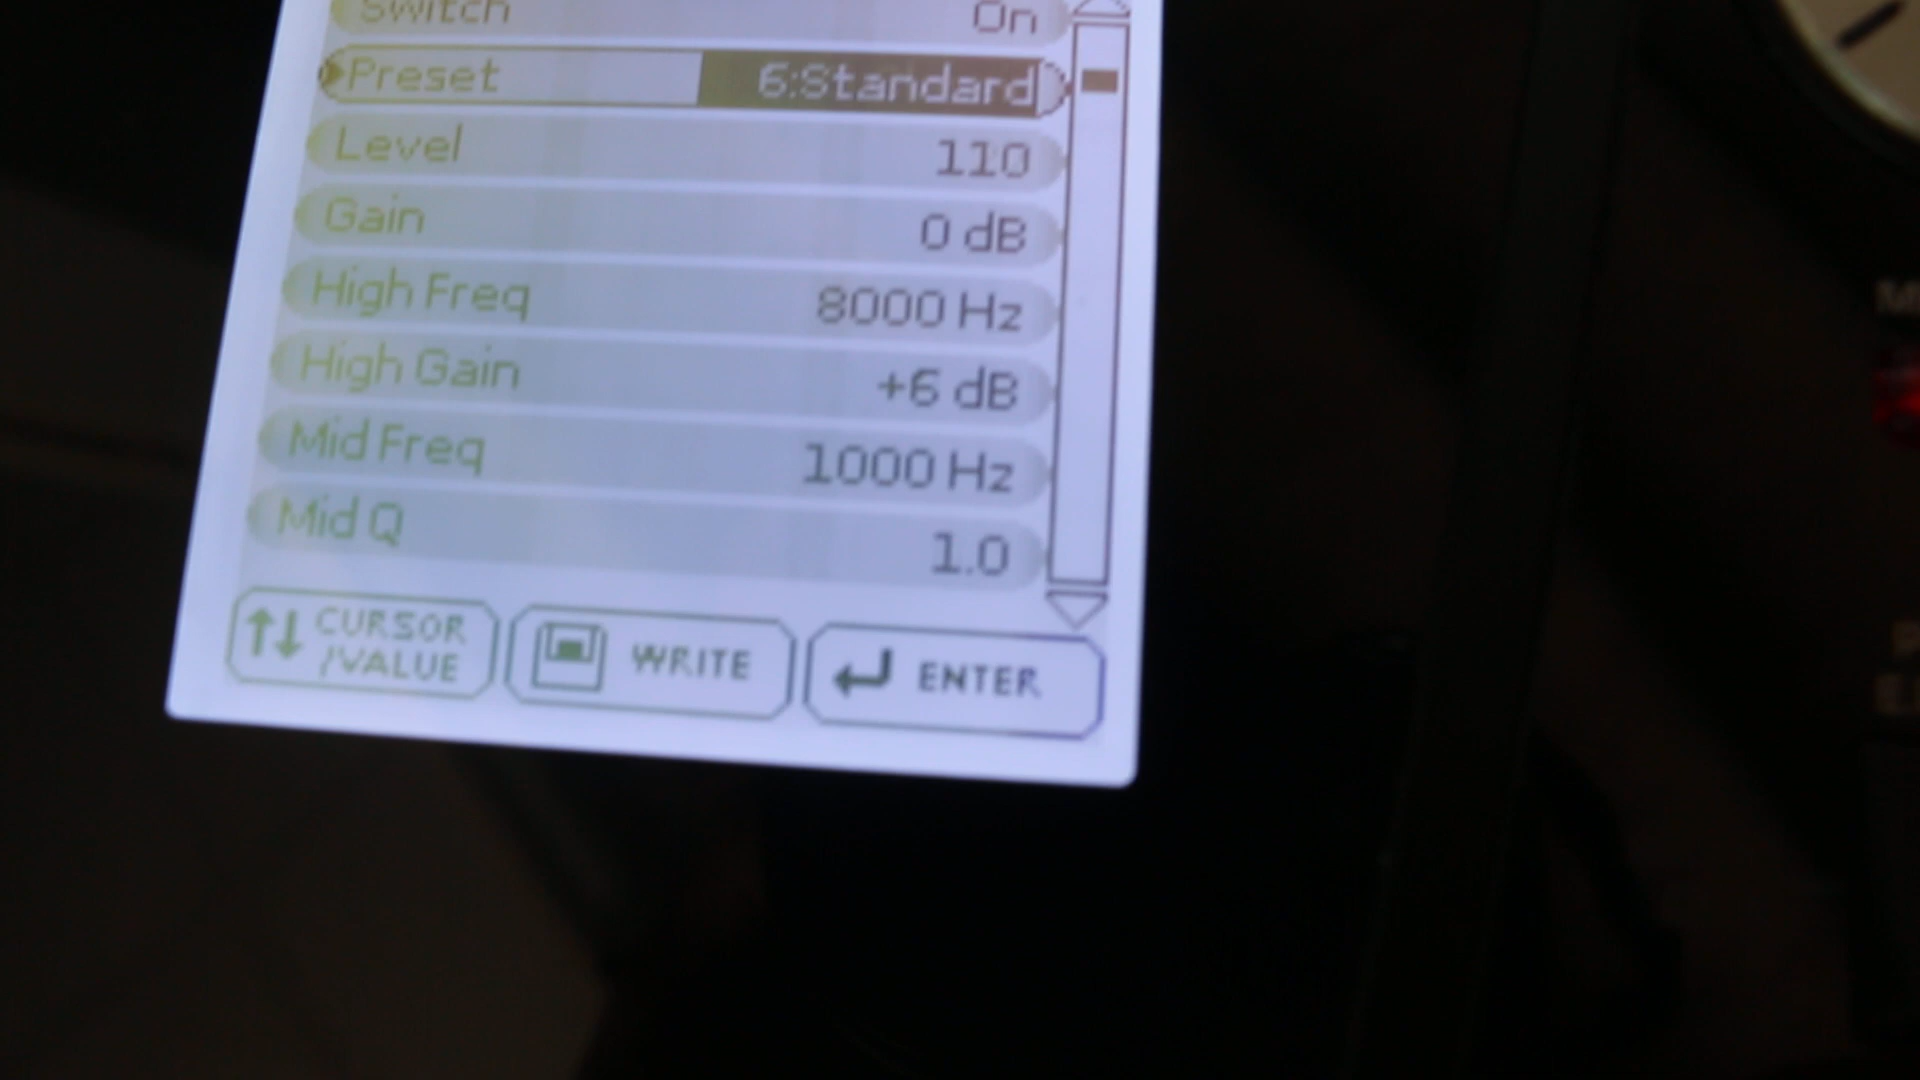 Switch On
Preset 6:Standard
Level 110
Gain 0 dB
High Freq 8000 Hz
High Gain +6 dB
Mid Freq 1000 Hz
Mid Q 1.0
CURSOR
/VALUE
WRITE
ENTER